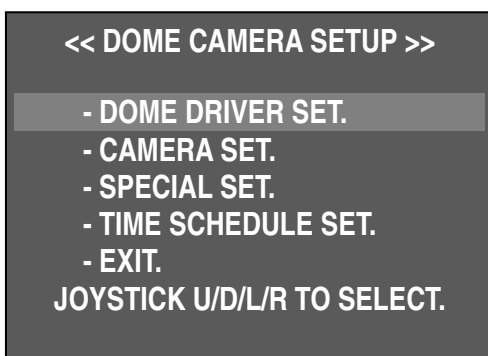 << DOME CAMERA SETUP >>
- DOME DRIVER SET.
- CAMERA SET.
- SPECIAL SET.
- TIME SCHEDULE SET.
- EXIT.
JOYSTICK U/D/L/R TO SELECT.